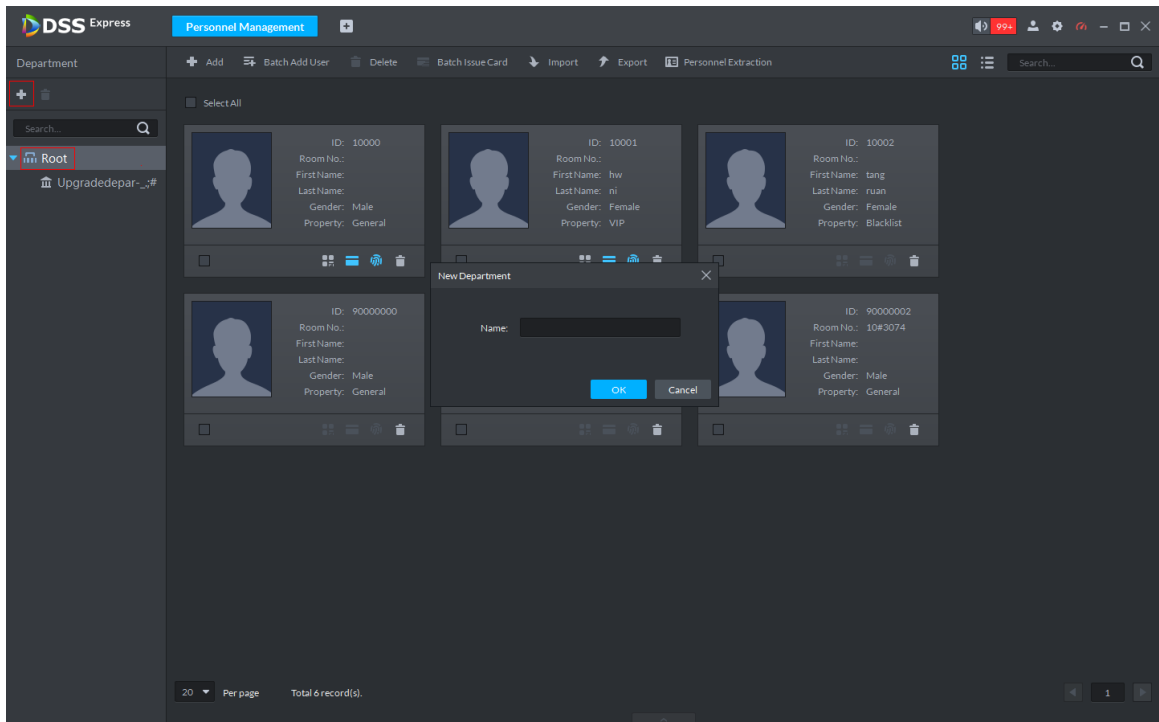 DSS Express
Personnel Management
99+
Department
Add
Batch Add User
Delete
Batch Issue Card
Import
Export
Personnel Extraction
Search...
Select All
Search...
Root
Upgradedepar-_.;#
ID: 10000
Room No.:
First Name:
Last Name:
Gender: Male
Property: General
ID: 10001
Room No.:
First Name: hw
Last Name: ni
Gender: Female
Property: VIP
ID: 10002
Room No.:
First Name: tang
Last Name: ruan
Gender: Female
Property: Blacklist
New Department
Name:
OK
Cancel
ID: 90000000
Room No.:
First Name:
Last Name:
Gender: Male
Property: General
ID: 90000002
Room No.: 10#3074
First Name:
Last Name:
Gender: Male
Property: General
20 Per page Total 6 record(s).
1